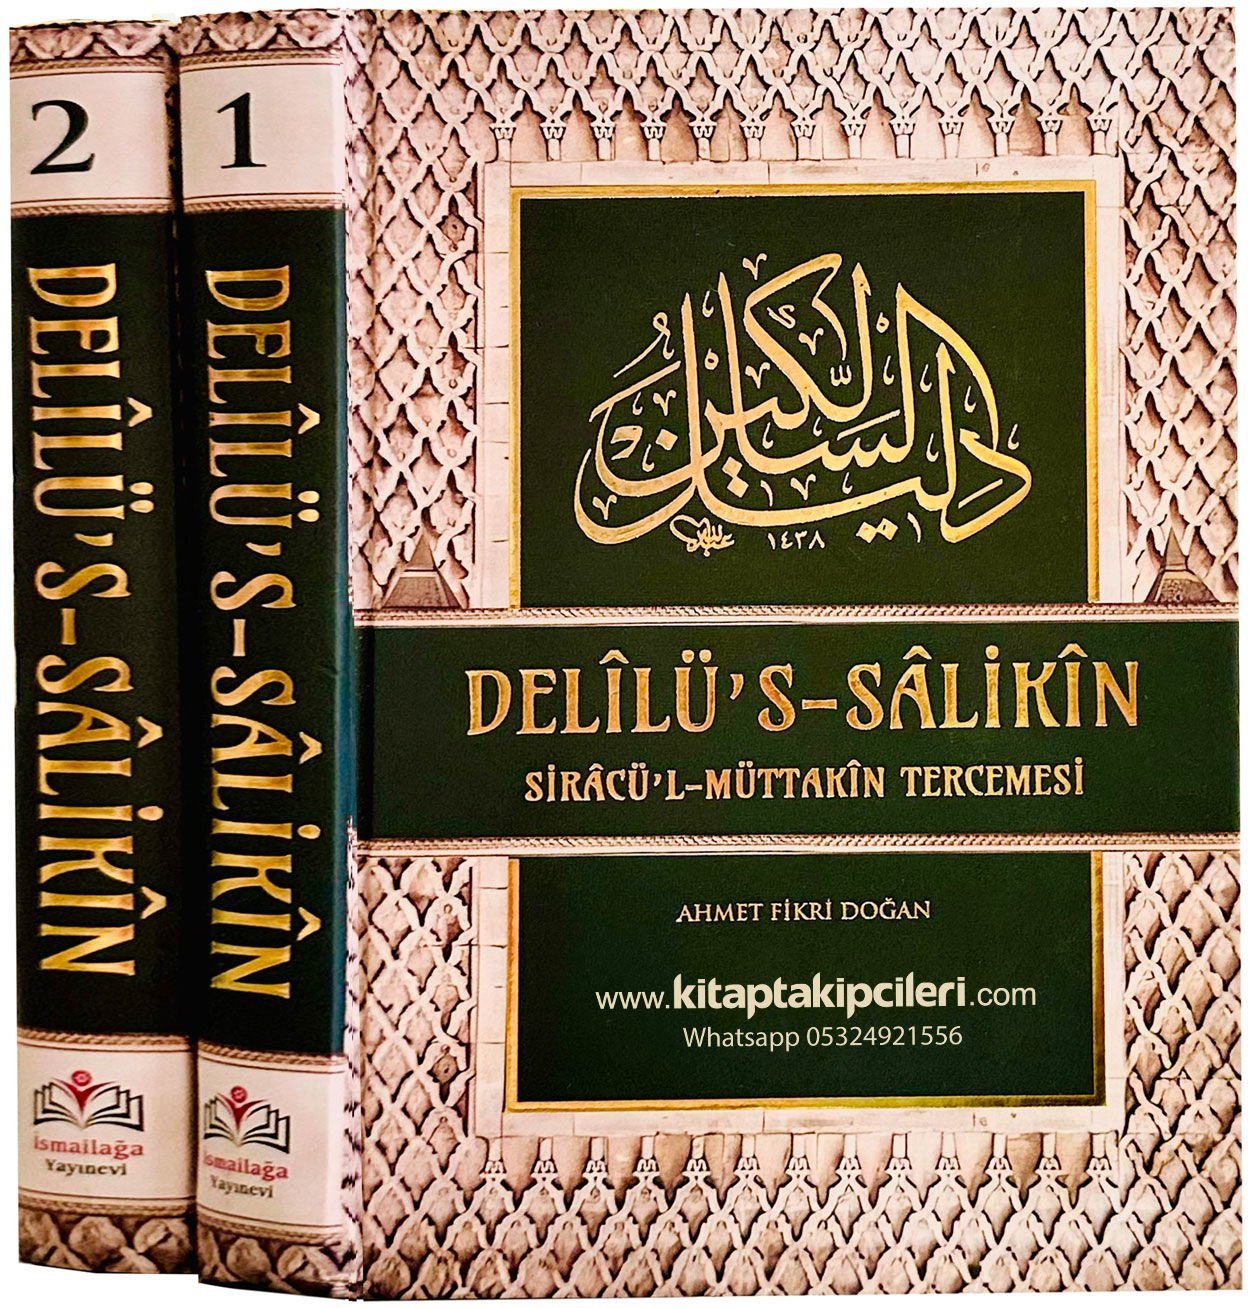 2
DELÎLÜ'S-SÂLİKÎN
İsmailağa
Yayınevi
1
DELÎLÜ'S-SÂLİKÎN
İsmailağa
Yayınevi
دليل السالكين
١٤٣٨
DELÎLÜ'S-SÂLİKÎN
SİRÂCÜ'L-MÜTTAKÎN TERCEMESİ
AHMET FİKRİ DOĞAN
www.kitaptakipcileri.com
Whatsapp 05324921556